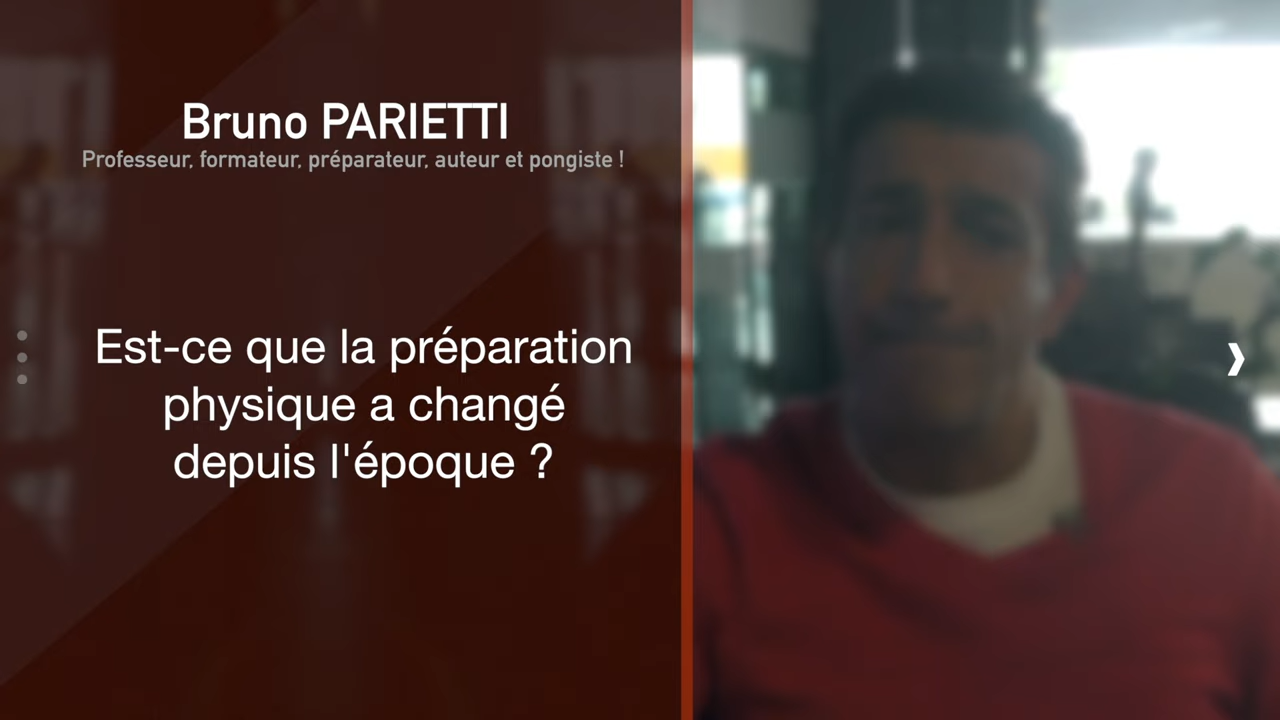 Bruno PARIETTI
Professeur, formateur, préparateur, auteur et pongiste !
Est-ce que la préparation
physique a changé
depuis l'époque ?